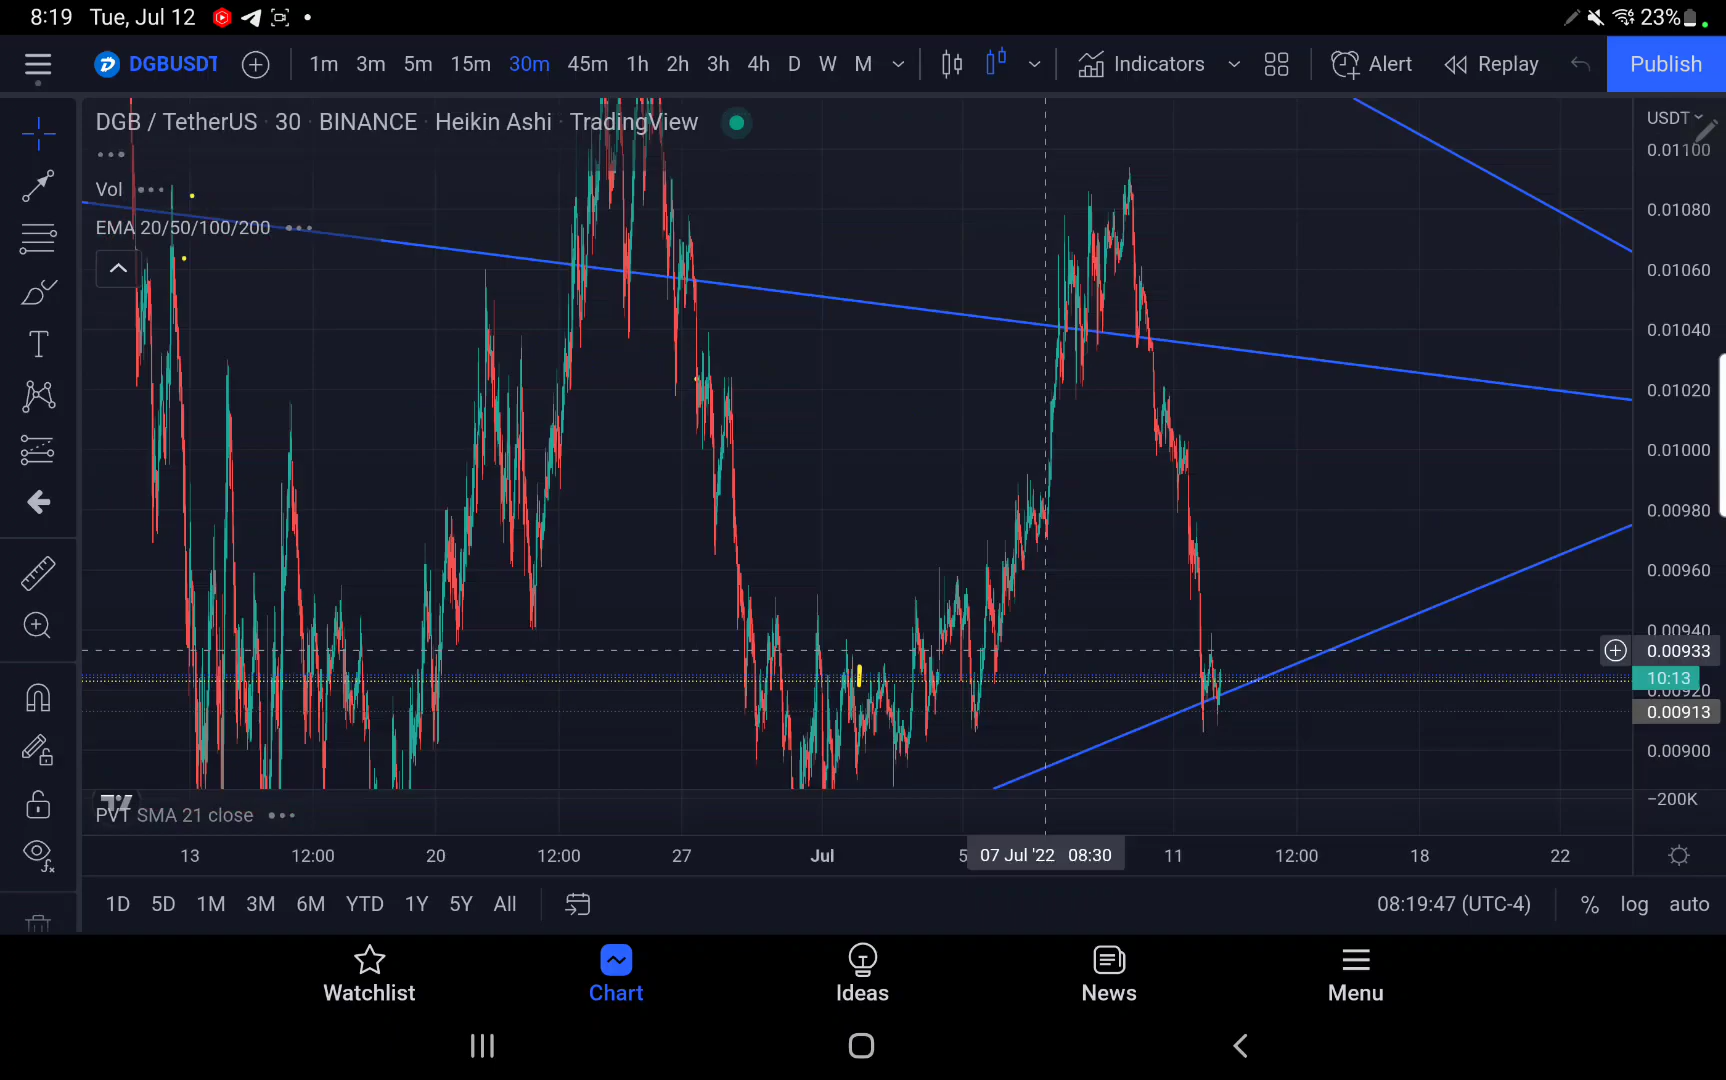 8:19 Tue, Jul 12 23%
DGBUSDT 1m 3m 5m 15m 30m 45m 1h 2h 3h 4h D W M Indicators Alert Replay Publish
DGB / TetherUS · 30 · BINANCE · Heikin Ashi · TradingView
USDT
0.01100
Vol
EMA 20/50/100/200
0.01080
0.01060
0.01040
0.01020
0.01000
0.00980
0.00960
0.00940
0.00933
10:13
0.00920
0.00913
0.00900
−200K
PVT SMA 21 close
13 12:00 20 12:00 27 Jul 5 07 Jul '22 08:30 11 12:00 18 22
1D 5D 1M 3M 6M YTD 1Y 5Y All 08:19:47 (UTC-4) % log auto
Watchlist Chart Ideas News Menu